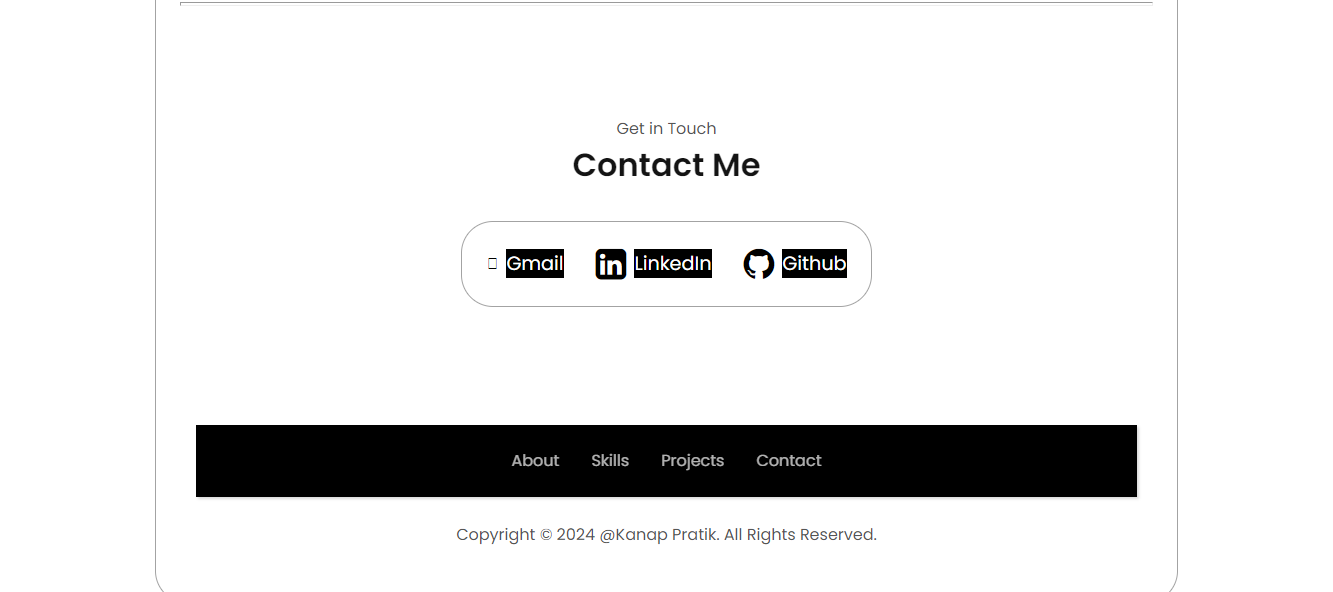 Get in Touch
Contact Me
Gmail LinkedIn Github
About Skills Projects Contact
Copyright © 2024 @Kanap Pratik. All Rights Reserved.